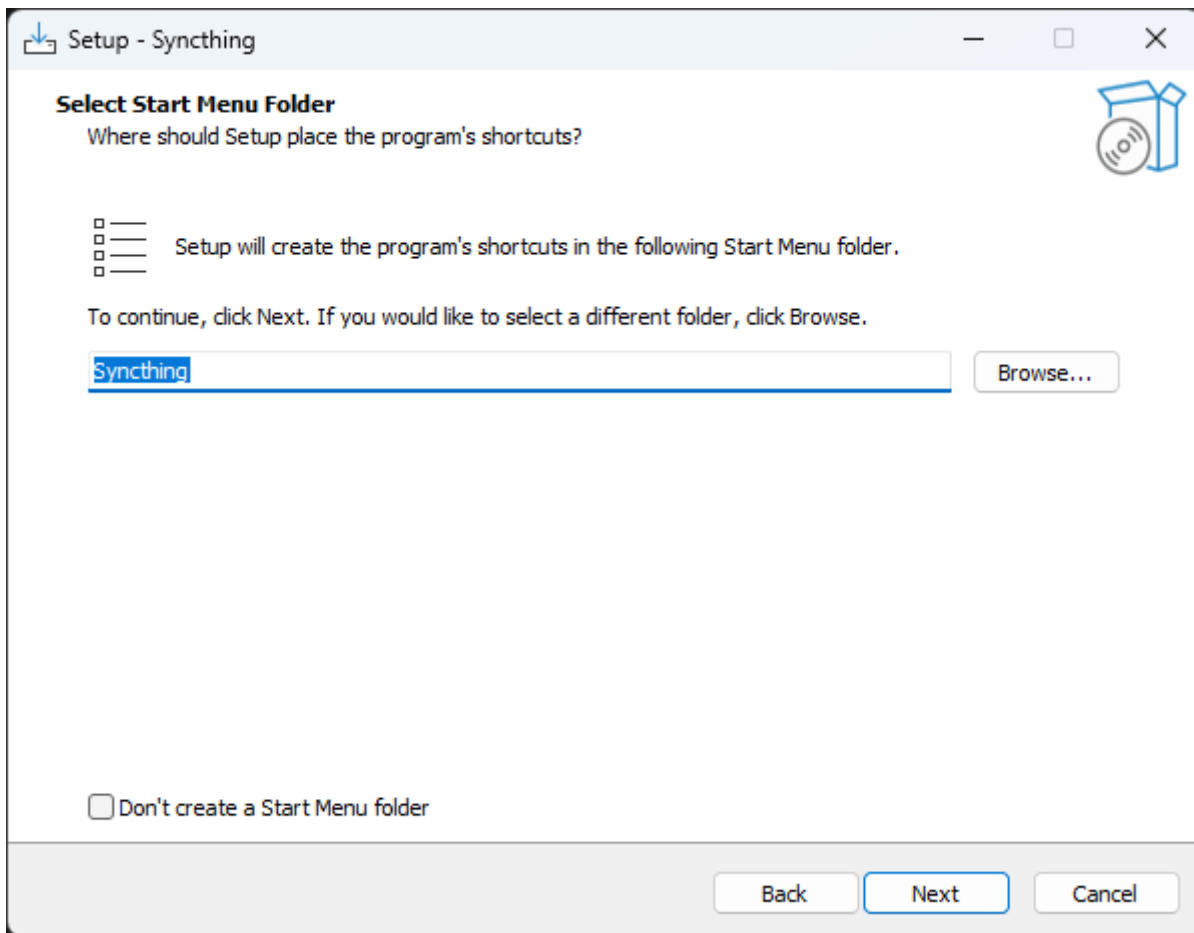 Setup - Syncthing
Select Start Menu Folder
Where should Setup place the program's shortcuts?
Setup will create the program's shortcuts in the following Start Menu folder.
To continue, click Next. If you would like to select a different folder, click Browse.
Syncthing
Browse...
Don't create a Start Menu folder
Back
Next
Cancel